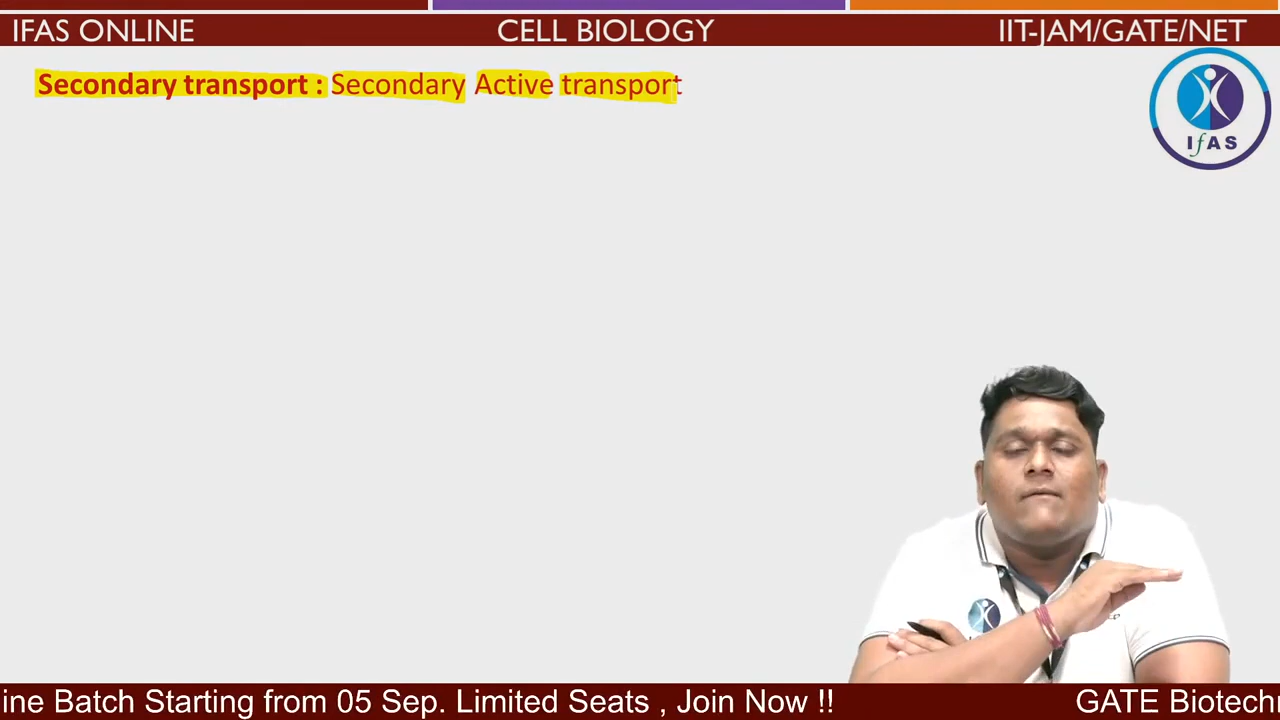 IFAS ONLINE
CELL BIOLOGY
IIT-JAM/GATE/NET
Secondary transport : Secondary Active transport
IfAS
ine Batch Starting from 05 Sep. Limited Seats , Join Now !!
GATE Biotech